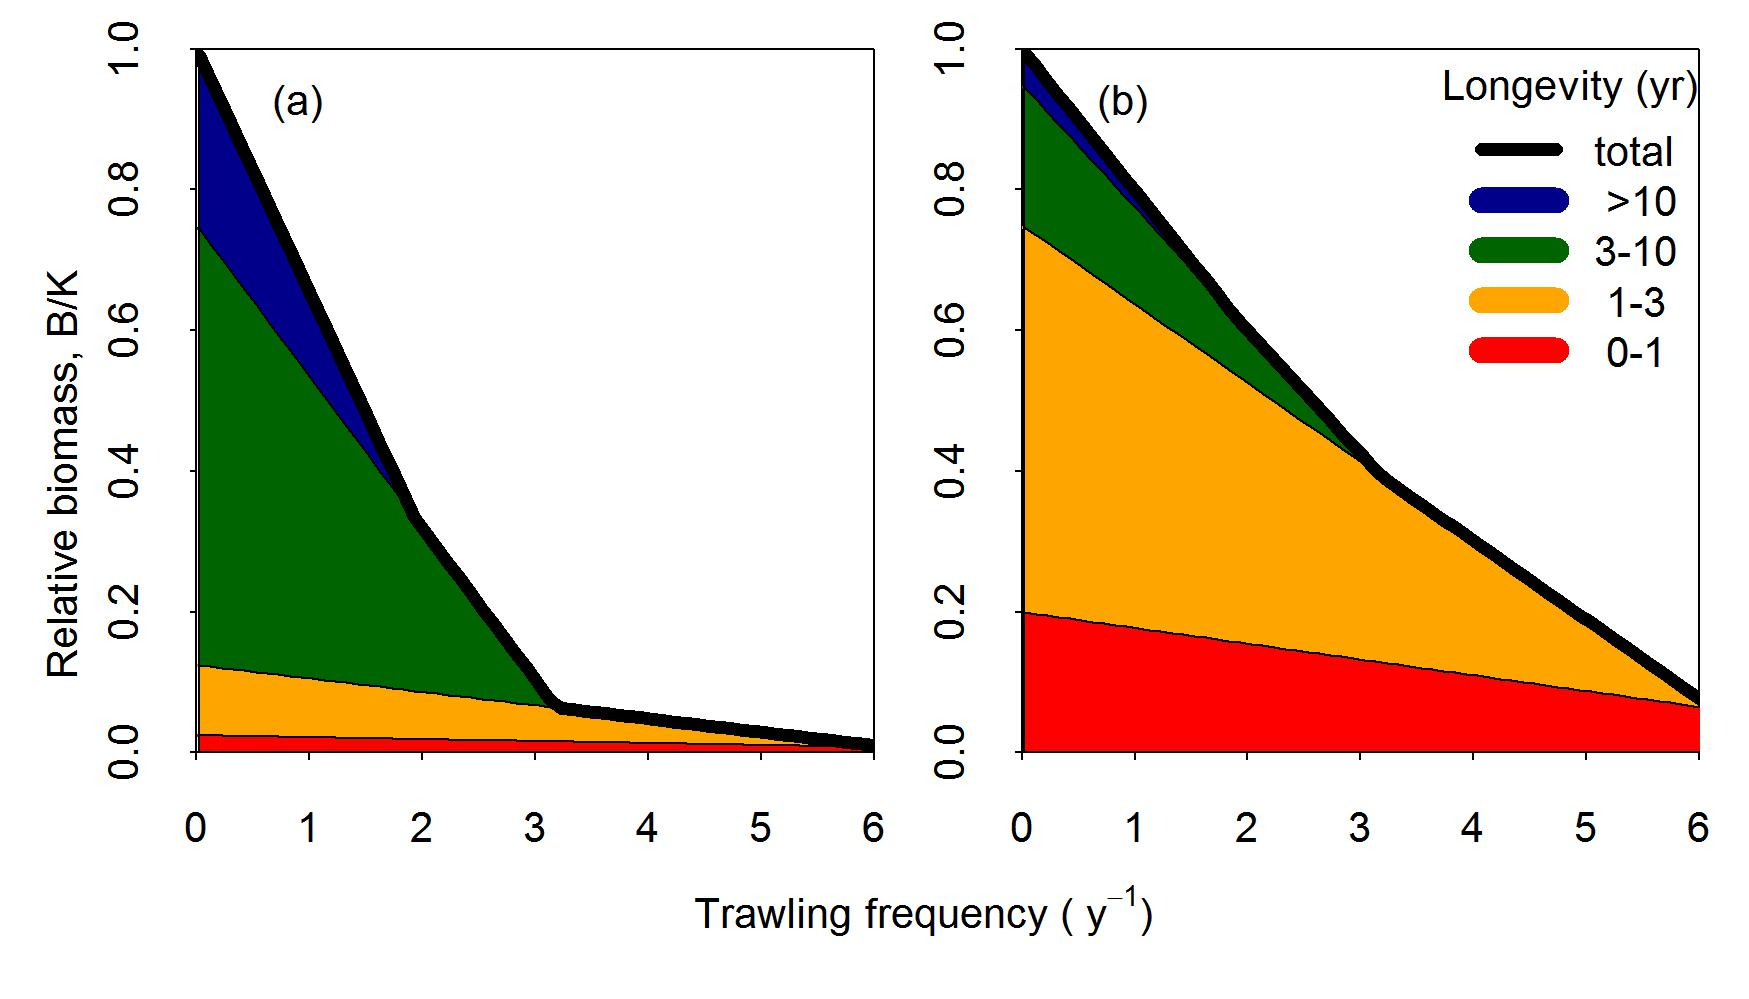 (a)
(b)
Longevity (yr)
total
>10
3-10
1-3
0-1
Relative biomass, B/K
1.0
0.8
0.6
0.4
0.2
0.0
1.0
0.8
0.6
0.4
0.2
0.0
0 1 2 3 4 5 6
0 1 2 3 4 5 6
Trawling frequency ( y⁻¹)